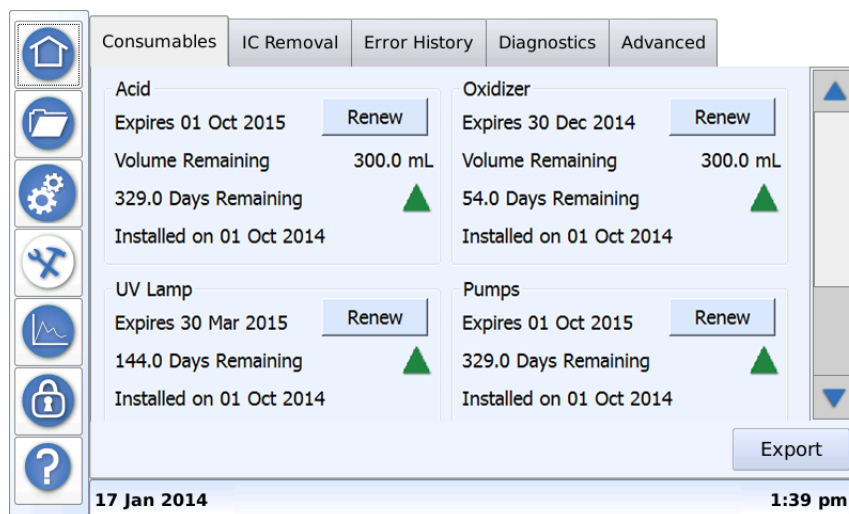 Consumables IC Removal Error History Diagnostics Advanced
Acid
Expires 01 Oct 2015 Renew
Volume Remaining 300.0 mL
329.0 Days Remaining
Installed on 01 Oct 2014
Oxidizer
Expires 30 Dec 2014 Renew
Volume Remaining 300.0 mL
54.0 Days Remaining
Installed on 01 Oct 2014
UV Lamp
Expires 30 Mar 2015 Renew
144.0 Days Remaining
Installed on 01 Oct 2014
Pumps
Expires 01 Oct 2015 Renew
329.0 Days Remaining
Installed on 01 Oct 2014
Export
?
17 Jan 2014 1:39 pm